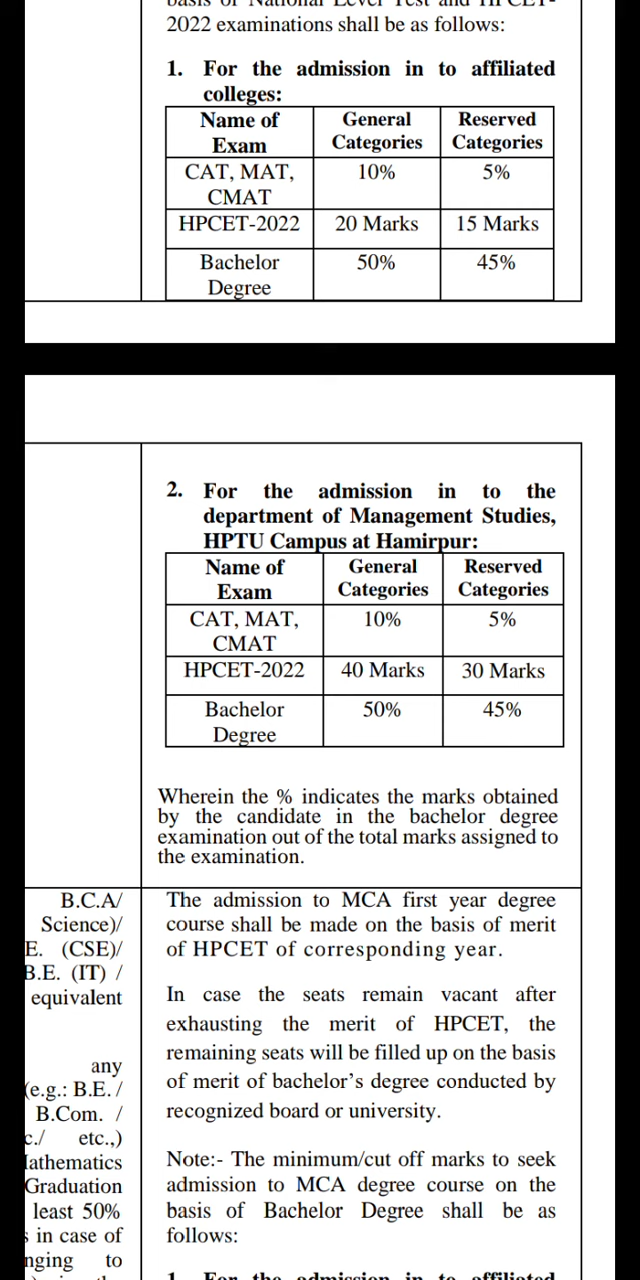 2022 examinations shall be as follows:
1. For the admission in to affiliated
colleges:
Name of Exam General Categories Reserved Categories
CAT, MAT, CMAT 10% 5%
HPCET-2022 20 Marks 15 Marks
Bachelor Degree 50% 45%
2. For the admission in to the
department of Management Studies,
HPTU Campus at Hamirpur:
Name of Exam General Categories Reserved Categories
CAT, MAT, CMAT 10% 5%
HPCET-2022 40 Marks 30 Marks
Bachelor Degree 50% 45%
Wherein the % indicates the marks obtained
by the candidate in the bachelor degree
examination out of the total marks assigned to
the examination.
B.C.A/
Science)/
E. (CSE)/
B.E. (IT) /
equivalent
any
(e.g.: B.E. /
B.Com. /
c./ etc.,)
Graduation
least 50%
in case of
to
The admission to MCA first year degree
course shall be made on the basis of merit
of HPCET of corresponding year.
In case the seats remain vacant after
exhausting the merit of HPCET, the
remaining seats will be filled up on the basis
of merit of bachelor's degree conducted by
recognized board or university.
Note:- The minimum/cut off marks to seek
admission to MCA degree course on the
basis of Bachelor Degree shall be as
follows: